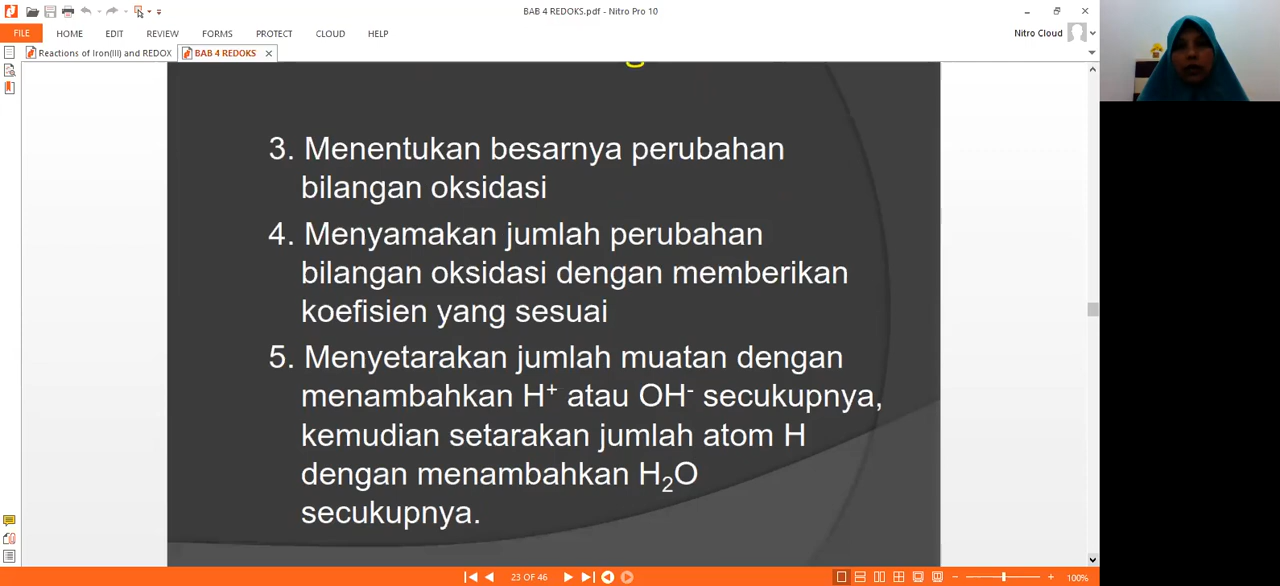 BAB 4 REDOKS.pdf - Nitro Pro 10
FILE HOME EDIT REVIEW FORMS PROTECT CLOUD HELP
Nitro Cloud
Reactions of Iron(III) and REDOX
BAB 4 REDOKS
3. Menentukan besarnya perubahan
bilangan oksidasi
4. Menyamakan jumlah perubahan
bilangan oksidasi dengan memberikan
koefisien yang sesuai
5. Menyetarakan jumlah muatan dengan
menambahkan H⁺ atau OH⁻ secukupnya,
kemudian setarakan jumlah atom H
dengan menambahkan H₂O
secukupnya.
23 OF 46
100%